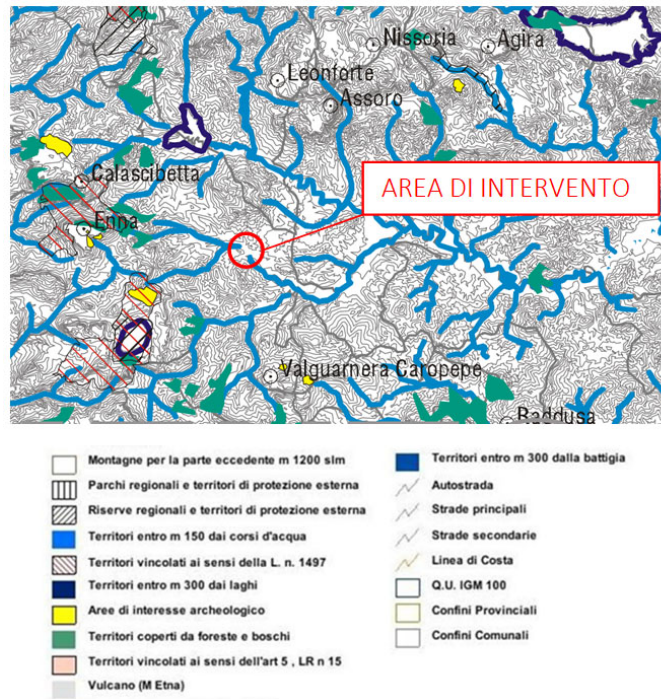 Nissoria
Agira
Leonforte
Assoro
AREA DI INTERVENTO
Calascibetta
Enna
Valguarnera Caropepe
Raddusa
Montagne per la parte eccedente m 1200 slm
Parchi regionali e territori di protezione esterna
Riserve regionali e territori di protezione esterna
Territori entro m 150 dai corsi d'acqua
Territori vincolati ai sensi della L. n. 1497
Territori entro m 300 dai laghi
Aree di interesse archeologico
Territori coperti da foreste e boschi
Territori vincolati ai sensi dell'art 5 , LR n 15
Vulcano (M Etna)
Territori entro m 300 dalla battigia
Autostrada
Strade principali
Strade secondarie
Linea di Costa
Q.U. IGM 100
Confini Provinciali
Confini Comunali